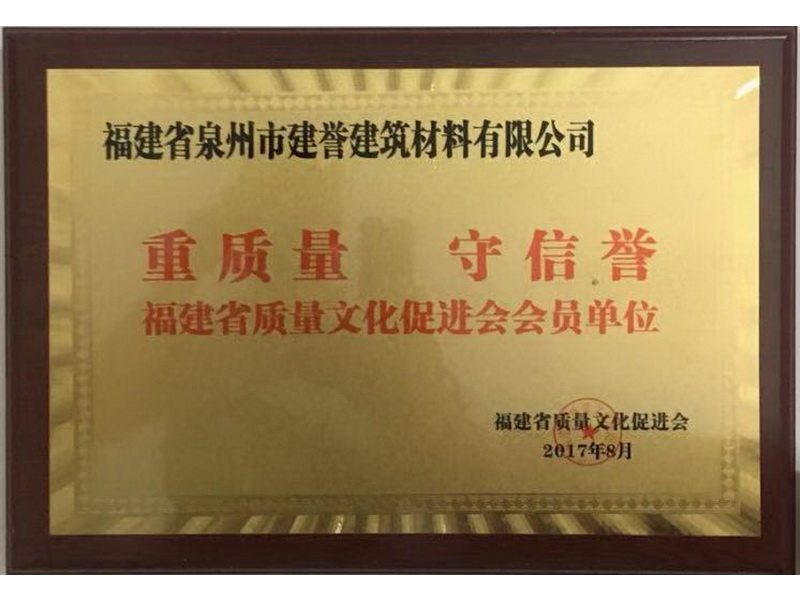 福建省泉州市建誉建筑材料有限公司
重质量 守信誉
福建省质量文化促进会会员单位
福建省质量文化促进会
2017年8月